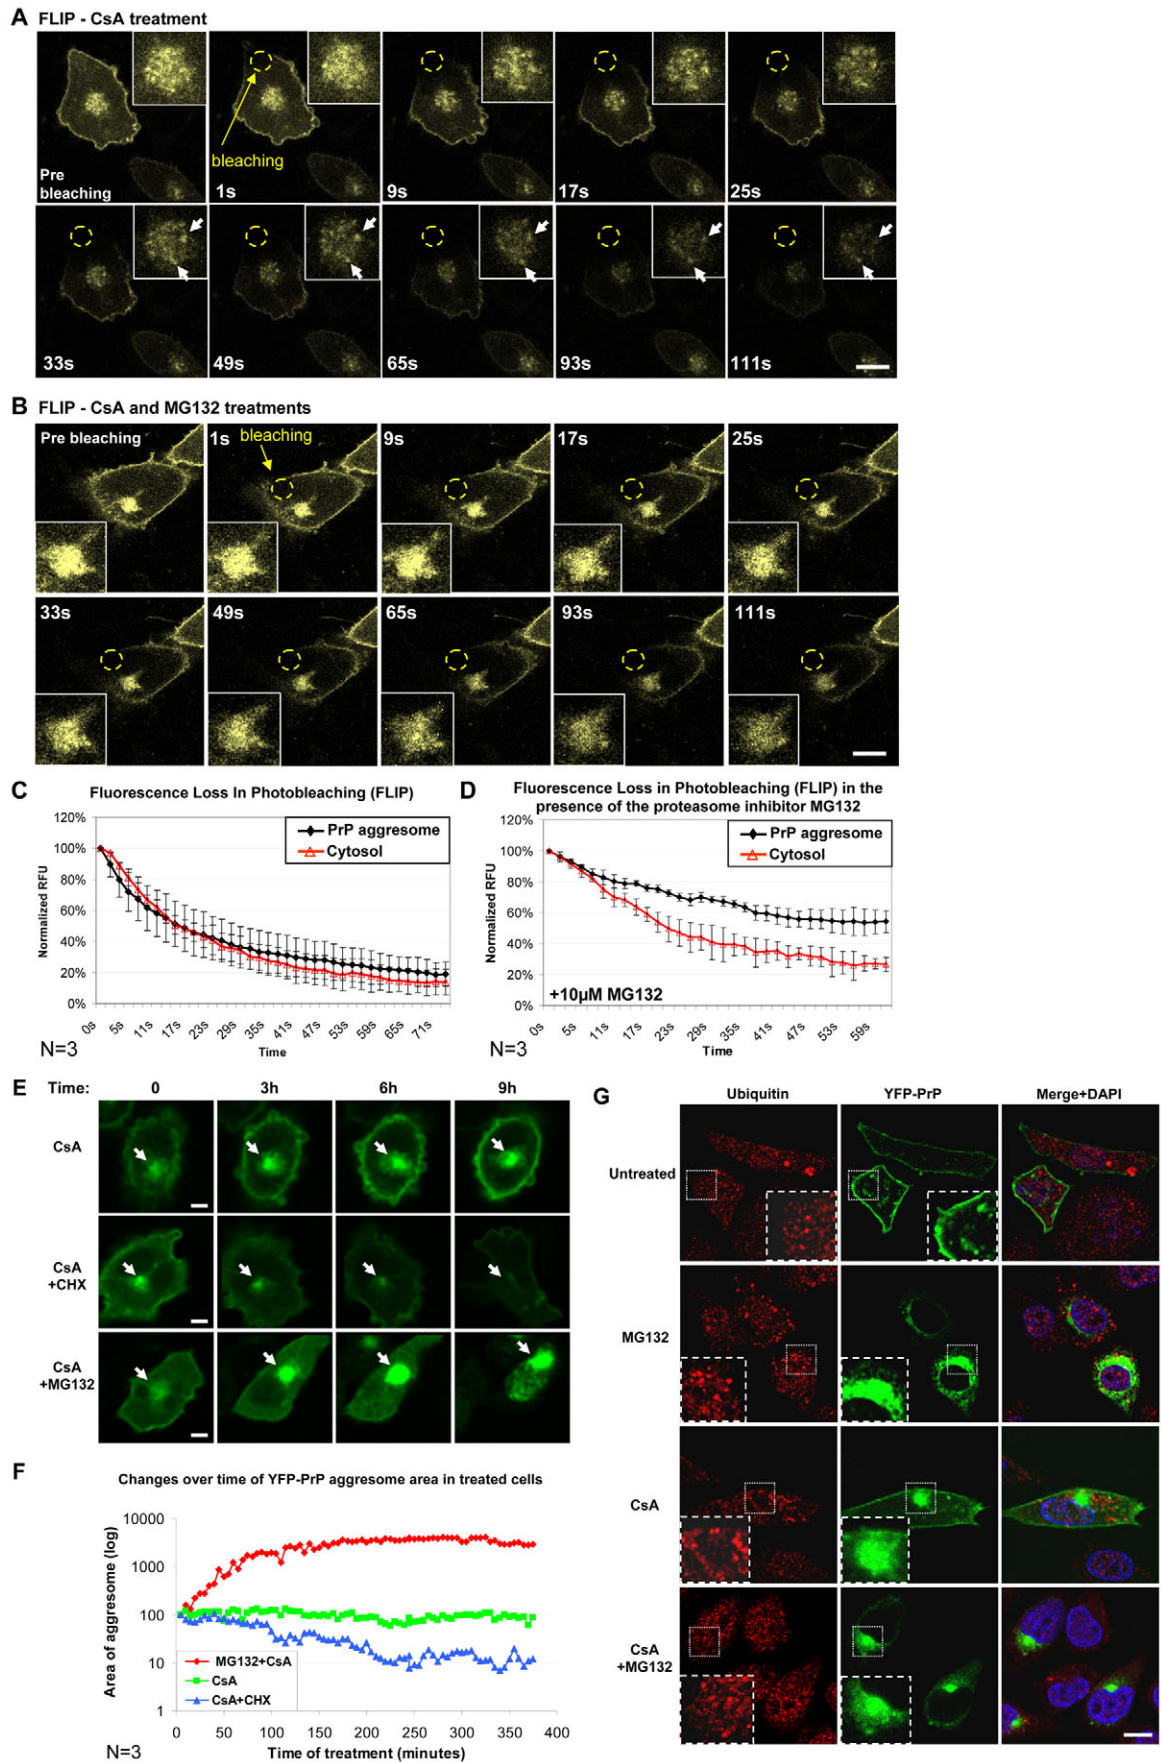 A FLIP - CsA treatment
Pre bleaching
bleaching
1s
9s
17s
25s
33s
49s
65s
93s
111s
B FLIP - CsA and MG132 treatments
Pre bleaching
1s
bleaching
9s
17s
25s
33s
49s
65s
93s
111s
C Fluorescence Loss In Photobleaching (FLIP)
120%
100%
80%
60%
40%
20%
0%
Normalized RFU
PrP aggresome
Cytosol
0s 5s 11s 17s 23s 29s 35s 41s 47s 53s 59s 65s 71s
Time
N=3
D Fluorescence Loss in Photobleaching (FLIP) in the
presence of the proteasome inhibitor MG132
120%
100%
80%
60%
40%
20%
0%
Normalized RFU
PrP aggresome
Cytosol
+10µM MG132
0s 5s 11s 17s 23s 29s 35s 41s 47s 53s 59s
Time
N=3
E Time: 0 3h 6h 9h
CsA
CsA
+CHX
CsA
+MG132
F Changes over time of YFP-PrP aggresome area in treated cells
10000
1000
100
10
1
Area of aggresome (log)
MG132+CsA
CsA
CsA+CHX
0 50 100 150 200 250 300 350 400
Time of treatment (minutes)
N=3
G Ubiquitin YFP-PrP Merge+DAPI
Untreated
MG132
CsA
CsA
+MG132